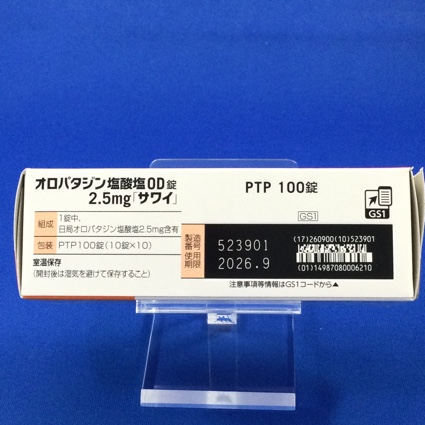 オロパタジン塩酸塩OD錠
2.5mg「サワイ」
PTP 100錠
GS1
GS1
組成
1錠中、
日局オロパタジン塩酸塩2.5mg含有
包装 PTP100錠(10錠×10)
室温保存
(開封後は湿気を避けて保存すること)
製造番号 523901
使用期限 2026.9
(17)260900(10)523901
(01)14987080006210
注意事項等情報はGS1コードから▲